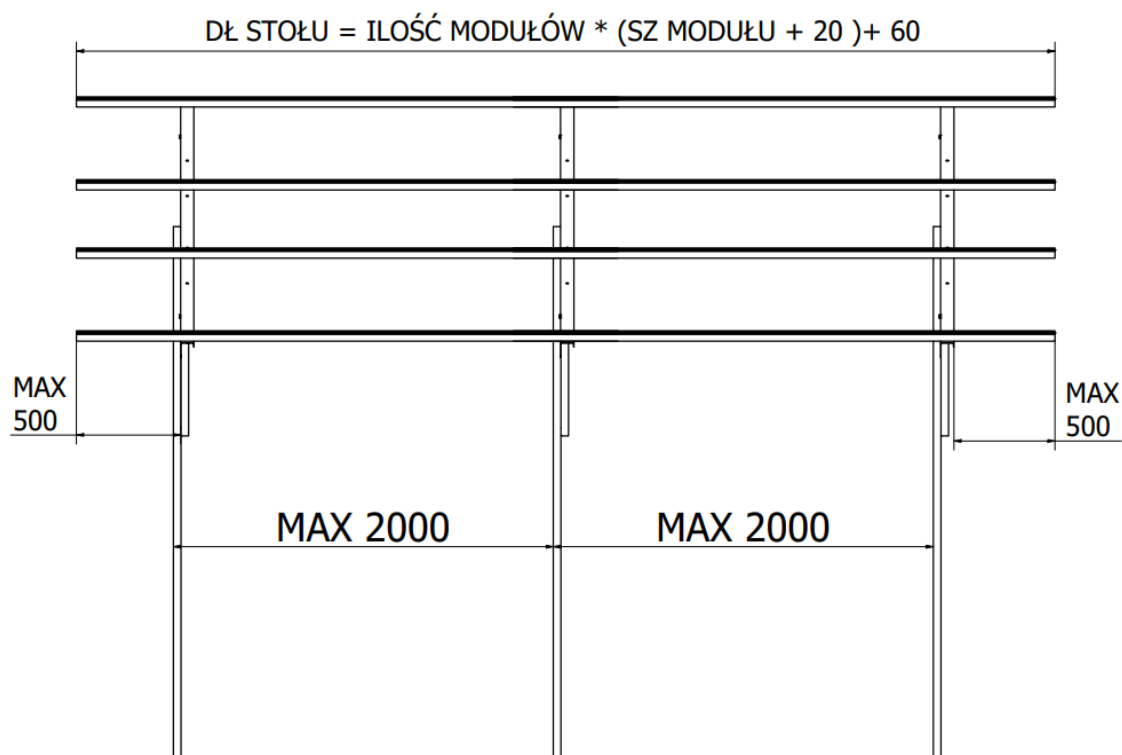 DŁ STOŁU = ILOŚĆ MODUŁÓW * (SZ MODUŁU + 20 )+ 60
MAX
500
MAX
500
MAX 2000
MAX 2000